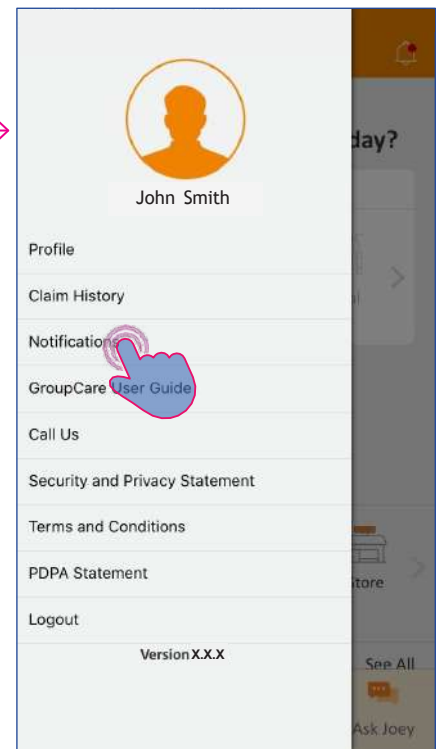 day?
John Smith
Profile
Claim History
Notifications
GroupCare User Guide
Call Us
Security and Privacy Statement
Terms and Conditions
PDPA Statement
Logout
Version X.X.X
tore
See All
Ask Joey